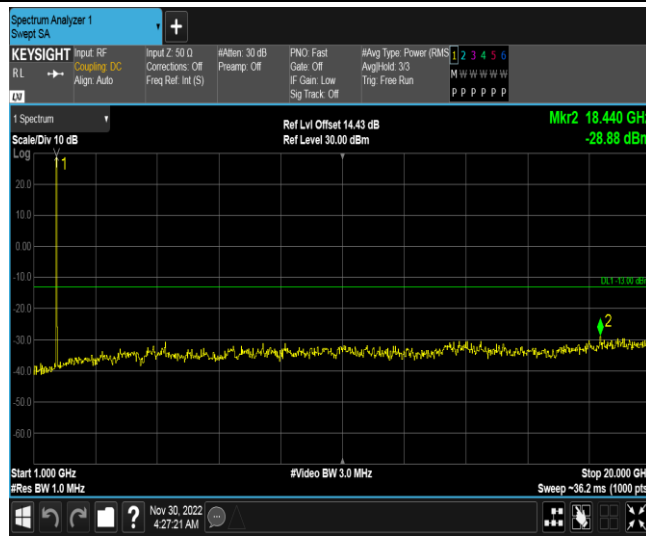 Spectrum Analyzer 1
Swept SA
+
KEYSIGHT
RL
LXI
Input: RF
Coupling: DC
Align: Auto
Input Z: 50 Ω
Corrections: Off
Freq Ref: Int (S)
#Atten: 30 dB
Preamp: Off
PNO: Fast
Gate: Off
IF Gain: Low
Sig Track: Off
#Avg Type: Power (RMS
Avg|Hold: 3/3
Trig: Free Run
1 2 3 4 5 6
M W W W W W
P P P P P P
1 Spectrum
Scale/Div 10 dB
Log
Ref Lvl Offset 14.43 dB
Ref Level 30.00 dBm
Mkr2 18.440 GHz
-28.88 dBm
1
20.0
10.0
0.00
-10.0
DL1 -13.00 dBm
-20.0
2
-30.0
-40.0
-50.0
-60.0
Start 1.000 GHz
#Video BW 3.0 MHz
Stop 20.000 GHz
#Res BW 1.0 MHz
Sweep ~36.2 ms (1000 pts)
?
Nov 30, 2022
4:27:21 AM